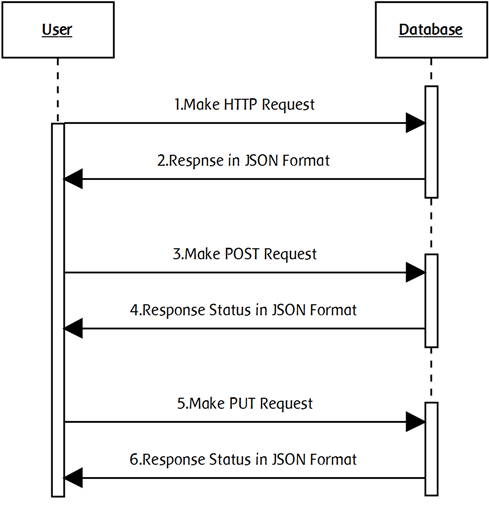 User
Database
1.Make HTTP Request
2.Respnse in JSON Format
3.Make POST Request
4.Response Status in JSON Format
5.Make PUT Request
6.Response Status in JSON Format